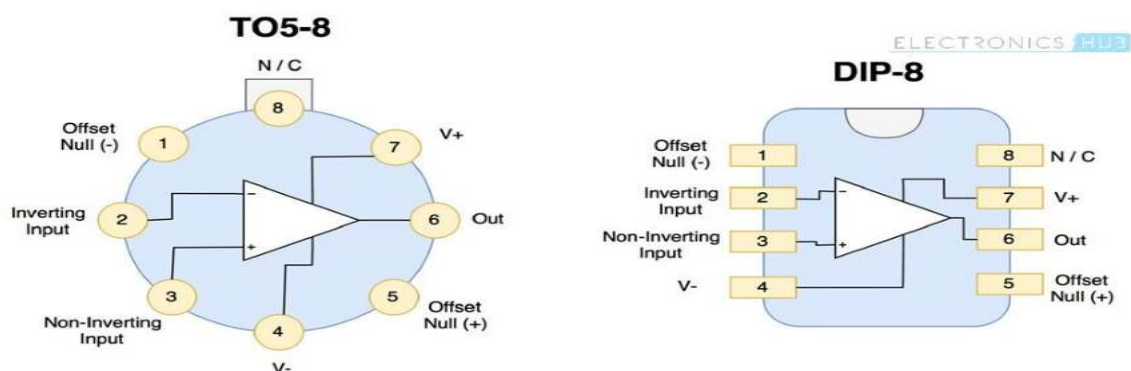 TO5-8
N / C
8
Offset
Null (-)
1
7
V+
Inverting
Input
2
−
+
6
Out
3
Non-Inverting
Input
4
V-
5
Offset
Null (+)
ELECTRONICS HUB
DIP-8
Offset
Null (-)
1
8
N / C
Inverting
Input
2
−
7
V+
Non-Inverting
Input
3
+
6
Out
V-
4
5
Offset
Null (+)